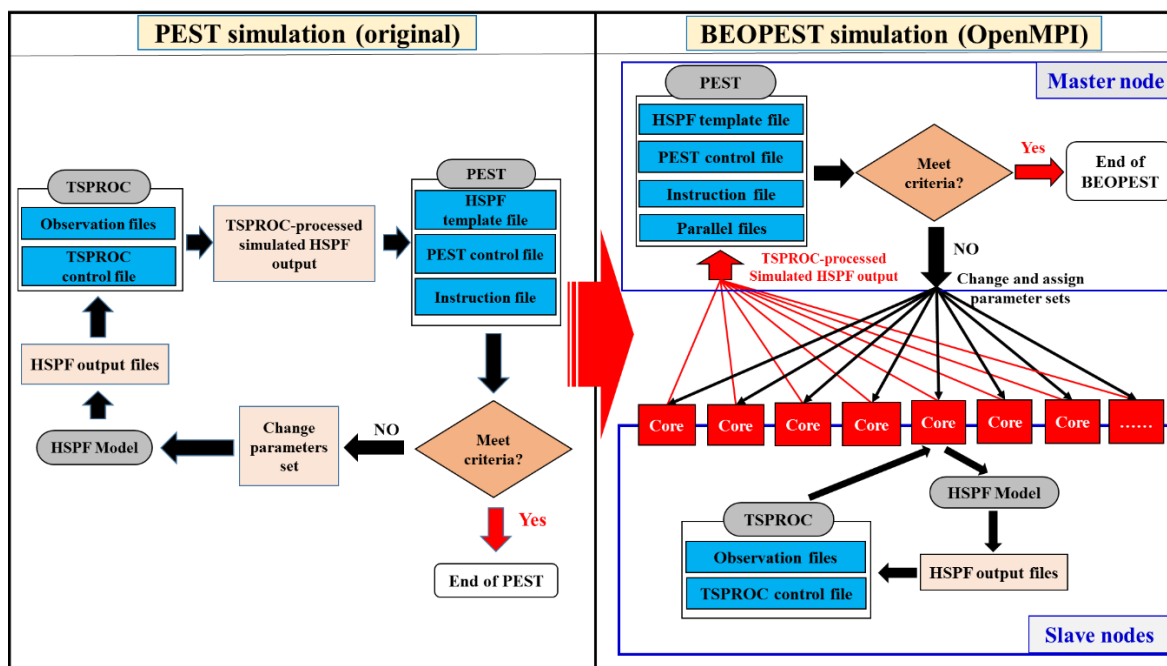 PEST simulation (original)
TSPROC
Observation files
TSPROC
control file
TSPROC-processed
simulated HSPF
output
PEST
HSPF
template file
PEST control file
Instruction file
HSPF output files
HSPF Model
Change
parameters
set
NO
Meet
criteria?
Yes
End of PEST
BEOPEST simulation (OpenMPI)
Master node
PEST
HSPF template file
PEST control file
Instruction file
Parallel files
Meet
criteria?
Yes
End of
BEOPEST
NO
TSPROC-processed
Simulated HSPF output
Change and assign
parameter sets
Core
Core
Core
Core
Core
Core
Core
......
HSPF Model
TSPROC
Observation files
TSPROC control file
HSPF output files
Slave nodes